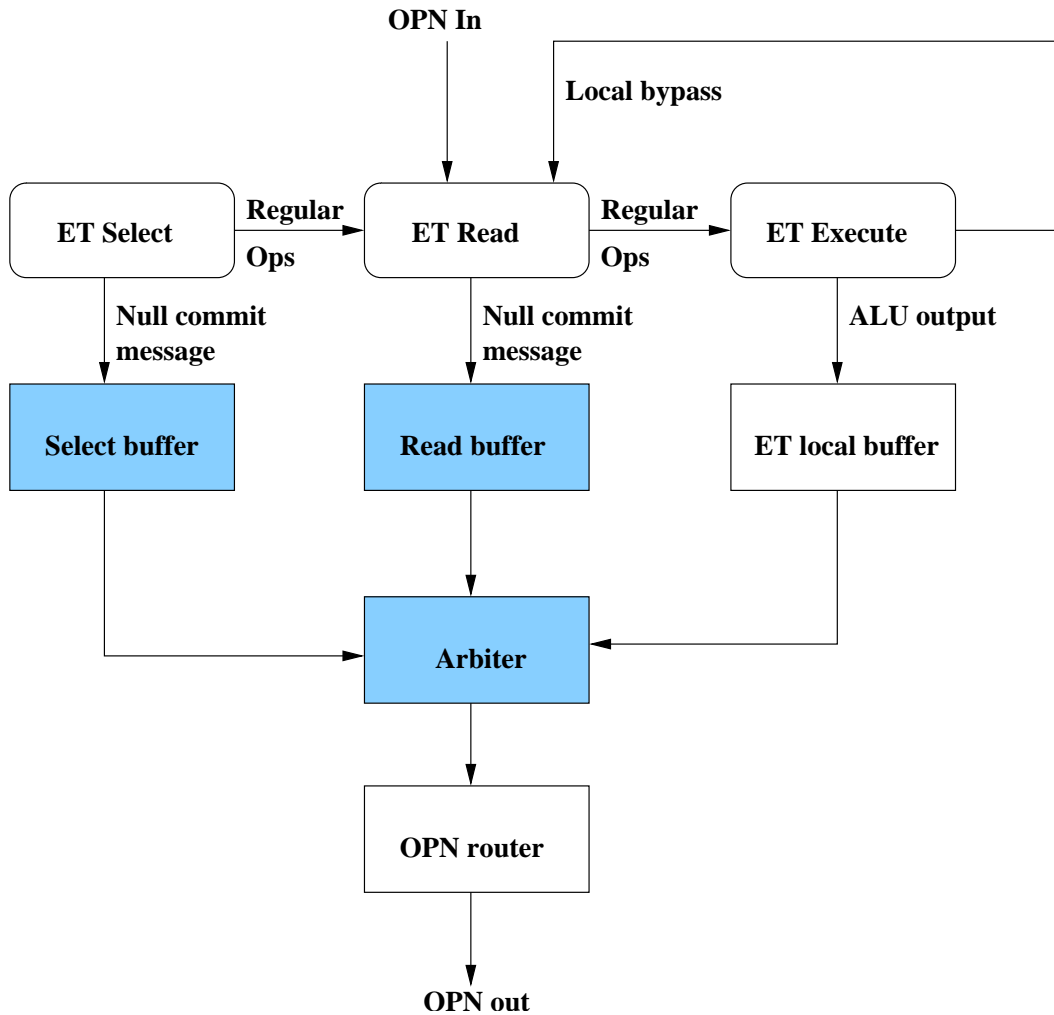 OPN In
Local bypass
ET Select
Regular
Ops
ET Read
Regular
Ops
ET Execute
Null commit
message
Null commit
message
ALU output
Select buffer
Read buffer
ET local buffer
Arbiter
OPN router
OPN out